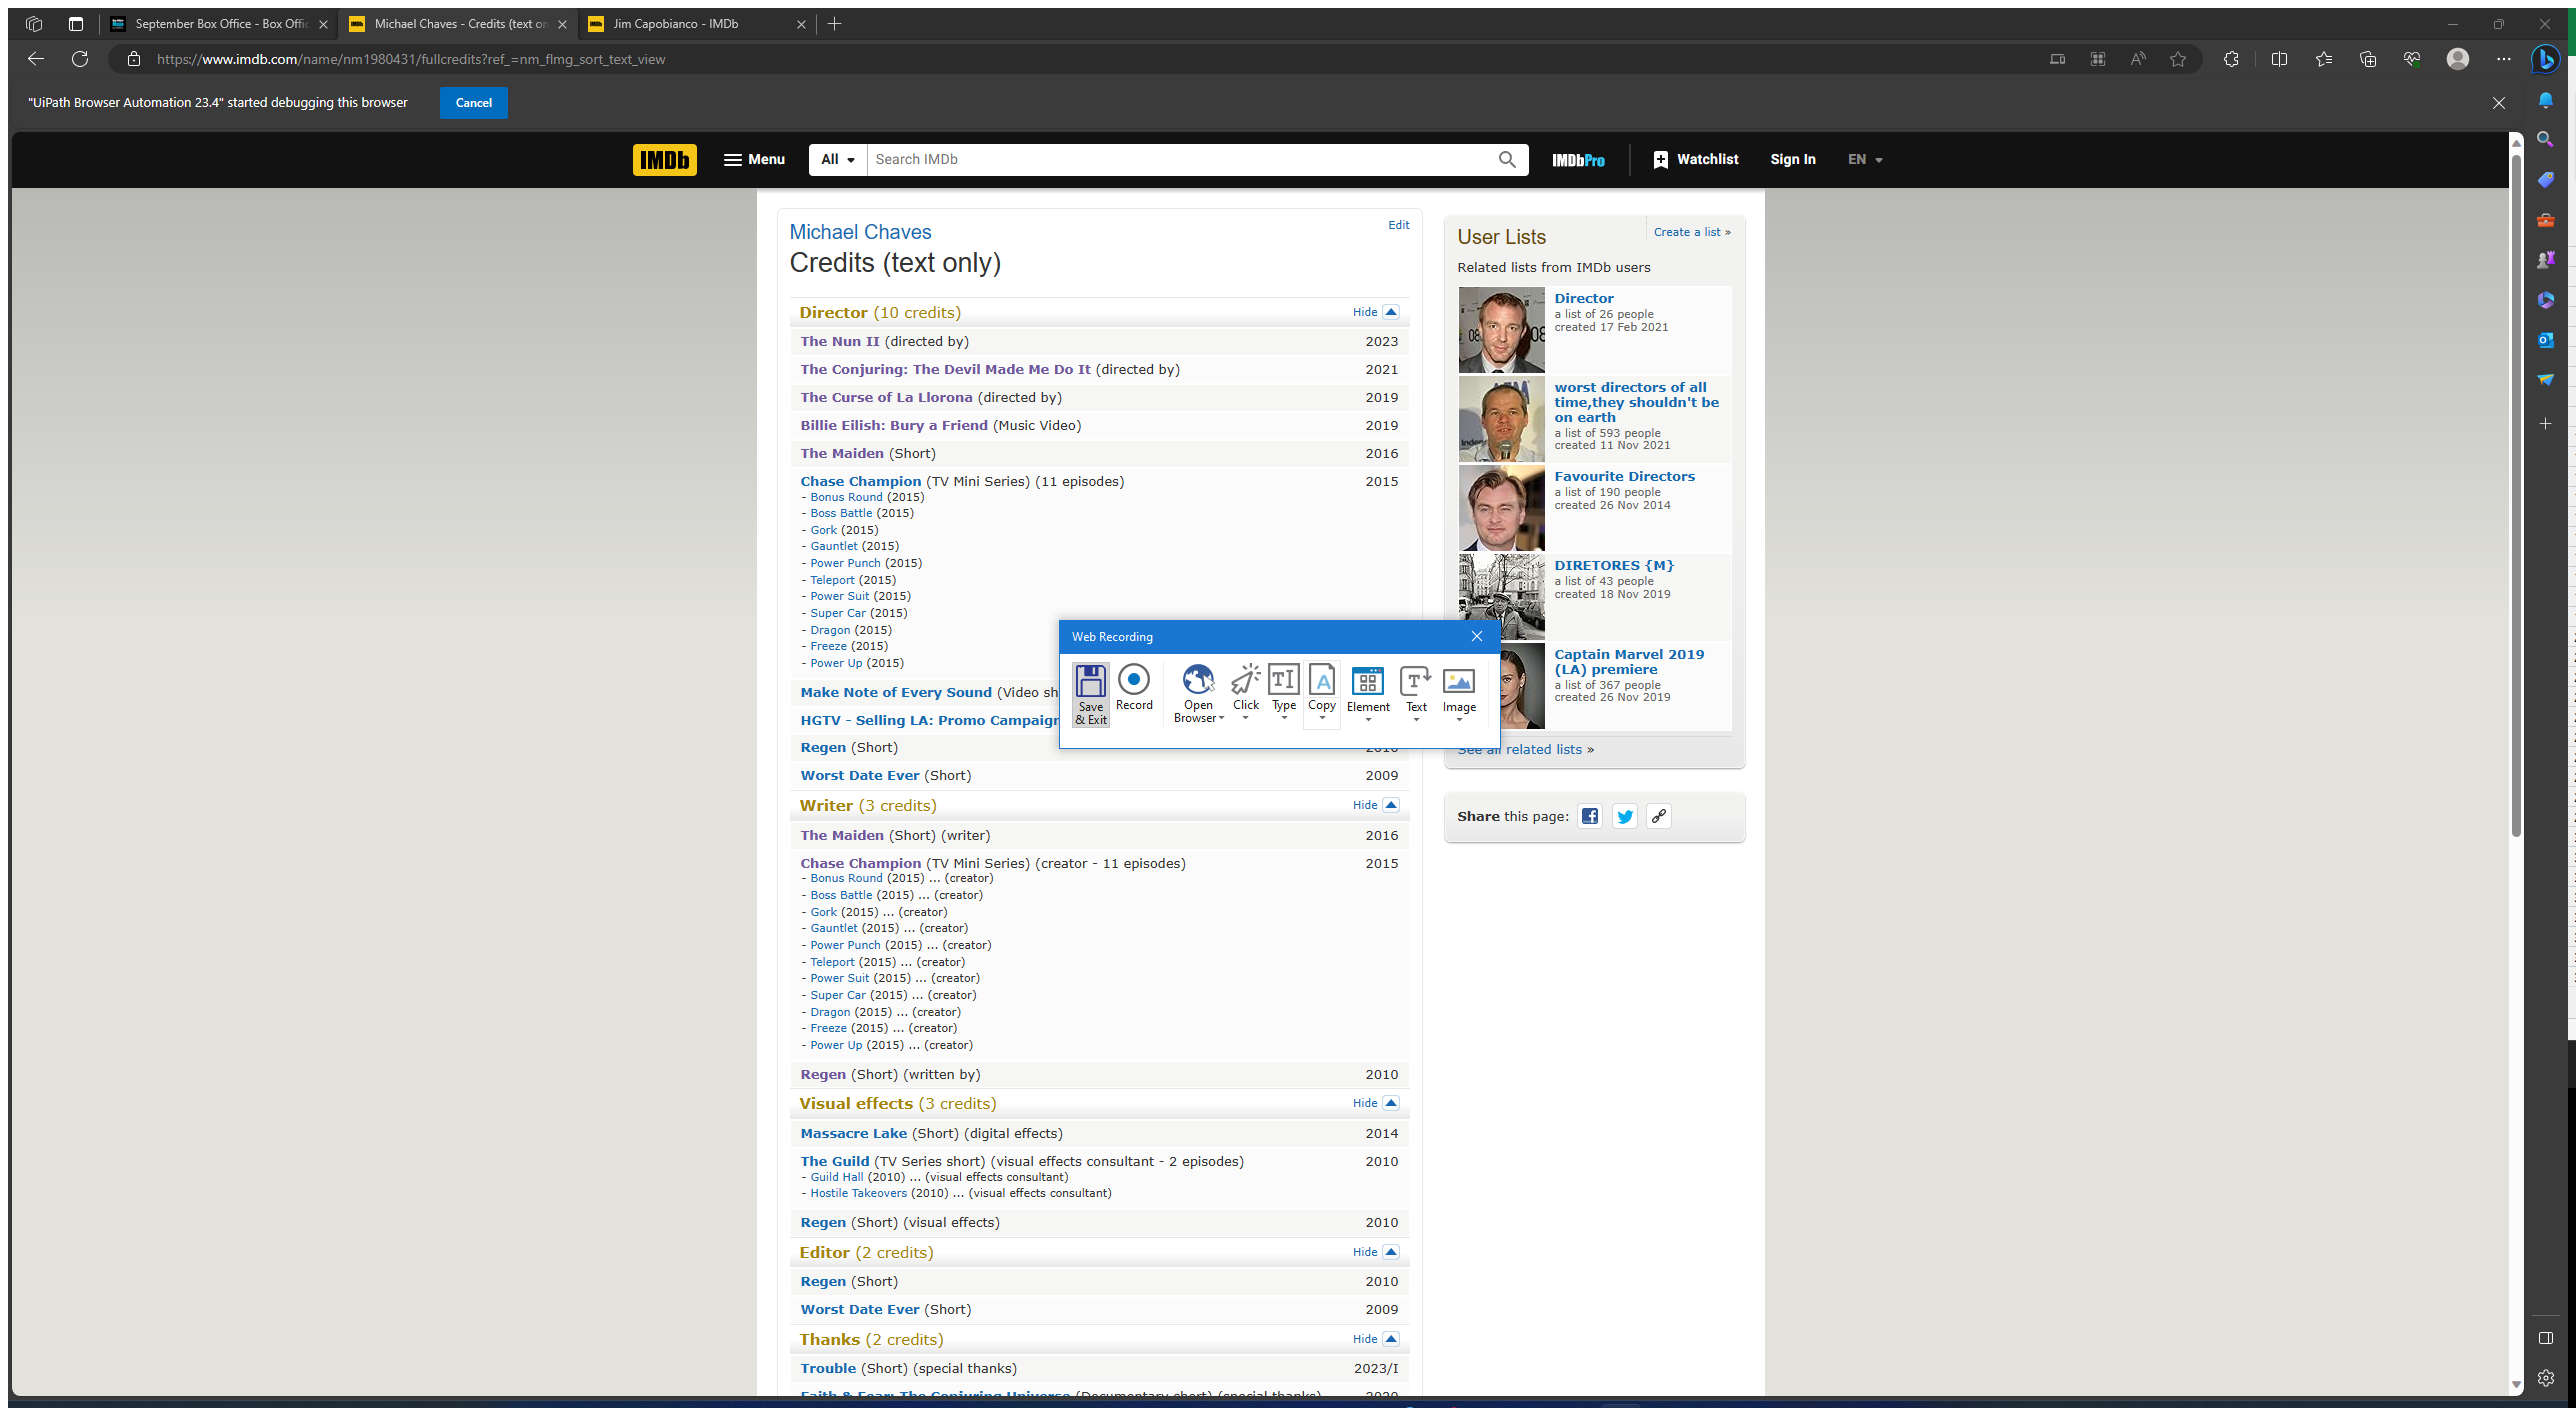 September Box Office - Box Offic
Michael Chaves - Credits (text on
Jim Capobianco - IMDb
https://www.imdb.com/name/nm1980431/fullcredits?ref_=nm_flmg_sort_text_view
"UiPath Browser Automation 23.4" started debugging this browser
Cancel
IMDb
Menu
All
Search IMDb
IMDbPro
Watchlist
Sign In
EN
Michael Chaves
Edit
Credits (text only)
Director (10 credits)
Hide
The Nun II (directed by) 2023
The Conjuring: The Devil Made Me Do It (directed by) 2021
The Curse of La Llorona (directed by) 2019
Billie Eilish: Bury a Friend (Music Video) 2019
The Maiden (Short) 2016
Chase Champion (TV Mini Series) (11 episodes) 2015
- Bonus Round (2015)
- Boss Battle (2015)
- Gork (2015)
- Gauntlet (2015)
- Power Punch (2015)
- Teleport (2015)
- Power Suit (2015)
- Super Car (2015)
- Dragon (2015)
- Freeze (2015)
- Power Up (2015)
Make Note of Every Sound (Video sh
HGTV - Selling LA: Promo Campaign
Regen (Short)
Worst Date Ever (Short) 2009
Writer (3 credits)
Hide
The Maiden (Short) (writer) 2016
Chase Champion (TV Mini Series) (creator - 11 episodes) 2015
- Bonus Round (2015) ... (creator)
- Boss Battle (2015) ... (creator)
- Gork (2015) ... (creator)
- Gauntlet (2015) ... (creator)
- Power Punch (2015) ... (creator)
- Teleport (2015) ... (creator)
- Power Suit (2015) ... (creator)
- Super Car (2015) ... (creator)
- Dragon (2015) ... (creator)
- Freeze (2015) ... (creator)
- Power Up (2015) ... (creator)
Regen (Short) (written by) 2010
Visual effects (3 credits)
Hide
Massacre Lake (Short) (digital effects) 2014
The Guild (TV Series short) (visual effects consultant - 2 episodes) 2010
- Guild Hall (2010) ... (visual effects consultant)
- Hostile Takeovers (2010) ... (visual effects consultant)
Regen (Short) (visual effects) 2010
Editor (2 credits)
Hide
Regen (Short) 2010
Worst Date Ever (Short) 2009
Thanks (2 credits)
Hide
Trouble (Short) (special thanks) 2023/I
Faith & Fear: The Conjuring Universe (Documentary short) (special thanks) 2020
User Lists
Create a list »
Related lists from IMDb users
Director
a list of 26 people
created 17 Feb 2021
worst directors of all
time,they shouldn't be
on earth
a list of 593 people
created 11 Nov 2021
Favourite Directors
a list of 190 people
created 26 Nov 2014
DIRETORES {M}
a list of 43 people
created 18 Nov 2019
Captain Marvel 2019
(LA) premiere
a list of 367 people
created 26 Nov 2019
See all related lists »
Share this page:
Web Recording
Save
& Exit
Record
Open
Browser
Click
Type
Copy
Element
Text
Image